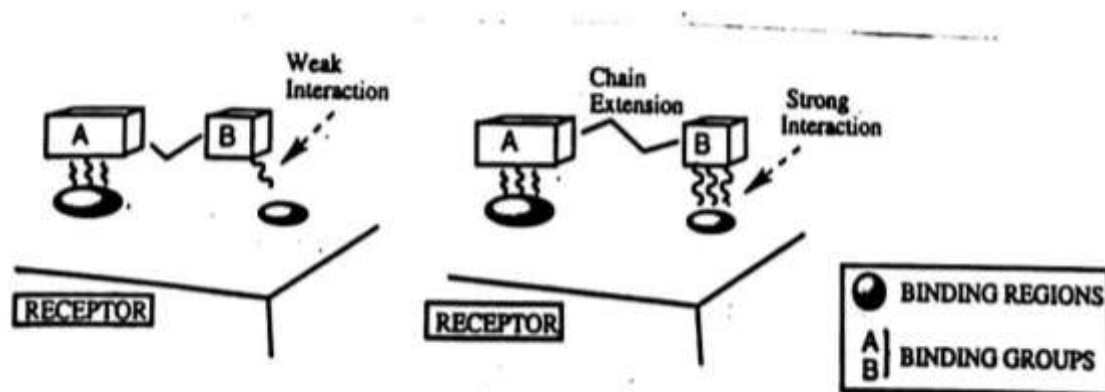 Weak
Interaction
A
B
RECEPTOR
Chain
Extension
Strong
Interaction
A
B
RECEPTOR
BINDING REGIONS
A
B
BINDING GROUPS